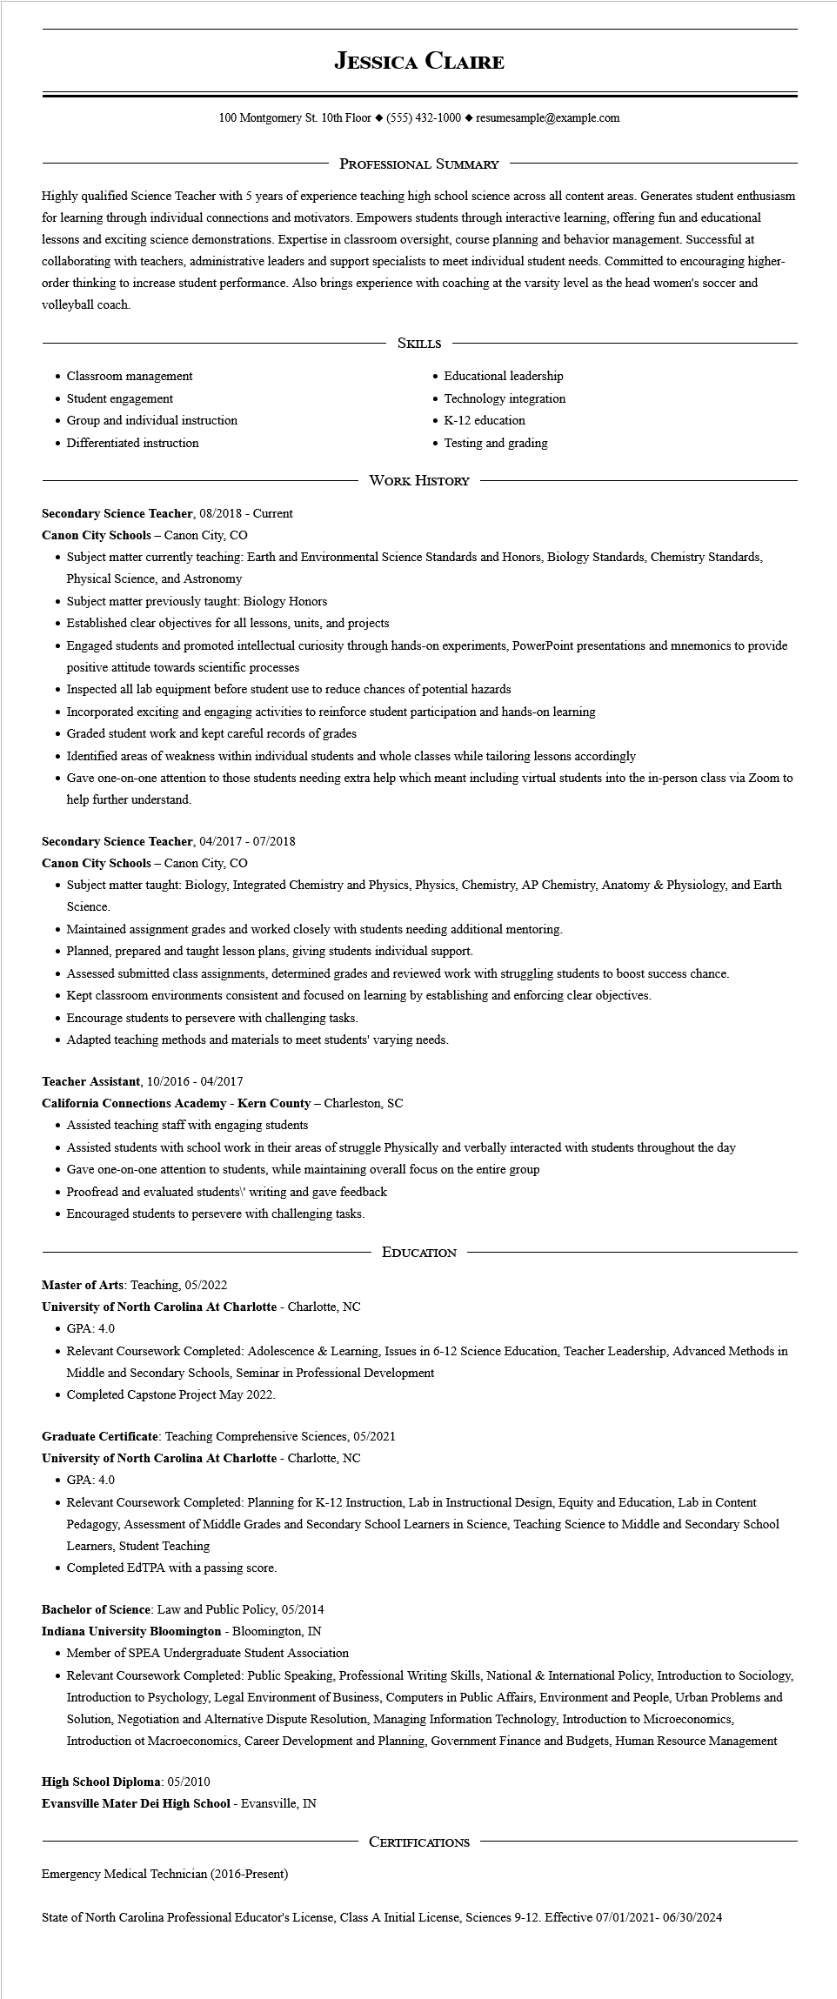 Jessica Claire
100 Montgomery St. 10th Floor ◆ (555) 432-1000 ◆ resumesample@example.com
Professional Summary
Highly qualified Science Teacher with 5 years of experience teaching high school science across all content areas. Generates student enthusiasm
for learning through individual connections and motivators. Empowers students through interactive learning, offering fun and educational
lessons and exciting science demonstrations. Expertise in classroom oversight, course planning and behavior management. Successful at
collaborating with teachers, administrative leaders and support specialists to meet individual student needs. Committed to encouraging higher-
order thinking to increase student performance. Also brings experience with coaching at the varsity level as the head women's soccer and
volleyball coach.
Skills
• Classroom management
• Student engagement
• Group and individual instruction
• Differentiated instruction
• Educational leadership
• Technology integration
• K-12 education
• Testing and grading
Work History
Secondary Science Teacher, 08/2018 - Current
Canon City Schools – Canon City, CO
• Subject matter currently teaching: Earth and Environmental Science Standards and Honors, Biology Standards, Chemistry Standards,
Physical Science, and Astronomy
• Subject matter previously taught: Biology Honors
• Established clear objectives for all lessons, units, and projects
• Engaged students and promoted intellectual curiosity through hands-on experiments, PowerPoint presentations and mnemonics to provide
positive attitude towards scientific processes
• Inspected all lab equipment before student use to reduce chances of potential hazards
• Incorporated exciting and engaging activities to reinforce student participation and hands-on learning
• Graded student work and kept careful records of grades
• Identified areas of weakness within individual students and whole classes while tailoring lessons accordingly
• Gave one-on-one attention to those students needing extra help which meant including virtual students into the in-person class via Zoom to
help further understand.
Secondary Science Teacher, 04/2017 - 07/2018
Canon City Schools – Canon City, CO
• Subject matter taught: Biology, Integrated Chemistry and Physics, Physics, Chemistry, AP Chemistry, Anatomy & Physiology, and Earth
Science.
• Maintained assignment grades and worked closely with students needing additional mentoring.
• Planned, prepared and taught lesson plans, giving students individual support.
• Assessed submitted class assignments, determined grades and reviewed work with struggling students to boost success chance.
• Kept classroom environments consistent and focused on learning by establishing and enforcing clear objectives.
• Encourage students to persevere with challenging tasks.
• Adapted teaching methods and materials to meet students' varying needs.
Teacher Assistant, 10/2016 - 04/2017
California Connections Academy - Kern County – Charleston, SC
• Assisted teaching staff with engaging students
• Assisted students with school work in their areas of struggle Physically and verbally interacted with students throughout the day
• Gave one-on-one attention to students, while maintaining overall focus on the entire group
• Proofread and evaluated students\' writing and gave feedback
• Encouraged students to persevere with challenging tasks.
Education
Master of Arts: Teaching, 05/2022
University of North Carolina At Charlotte - Charlotte, NC
• GPA: 4.0
• Relevant Coursework Completed: Adolescence & Learning, Issues in 6-12 Science Education, Teacher Leadership, Advanced Methods in
Middle and Secondary Schools, Seminar in Professional Development
• Completed Capstone Project May 2022.
Graduate Certificate: Teaching Comprehensive Sciences, 05/2021
University of North Carolina At Charlotte - Charlotte, NC
• GPA: 4.0
• Relevant Coursework Completed: Planning for K-12 Instruction, Lab in Instructional Design, Equity and Education, Lab in Content
Pedagogy, Assessment of Middle Grades and Secondary School Learners in Science, Teaching Science to Middle and Secondary School
Learners, Student Teaching
• Completed EdTPA with a passing score.
Bachelor of Science: Law and Public Policy, 05/2014
Indiana University Bloomington - Bloomington, IN
• Member of SPEA Undergraduate Student Association
• Relevant Coursework Completed: Public Speaking, Professional Writing Skills, National & International Policy, Introduction to Sociology,
Introduction to Psychology, Legal Environment of Business, Computers in Public Affairs, Environment and People, Urban Problems and
Solution, Negotiation and Alternative Dispute Resolution, Managing Information Technology, Introduction to Microeconomics,
Introduction ot Macroeconomics, Career Development and Planning, Government Finance and Budgets, Human Resource Management
High School Diploma: 05/2010
Evansville Mater Dei High School - Evansville, IN
Certifications
Emergency Medical Technician (2016-Present)
State of North Carolina Professional Educator's License, Class A Initial License, Sciences 9-12. Effective 07/01/2021- 06/30/2024